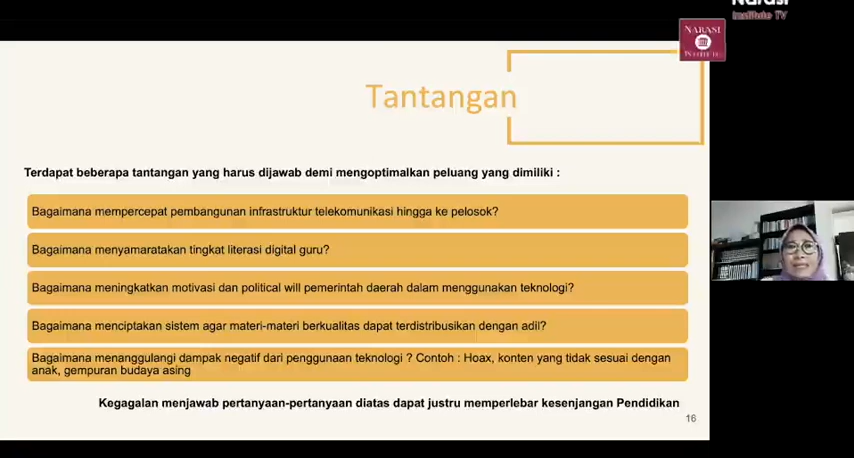 Narasi
Institute TV
NARASI
INSTITUTE
Tantangan
Terdapat beberapa tantangan yang harus dijawab demi mengoptimalkan peluang yang dimiliki :
Bagaimana mempercepat pembangunan infrastruktur telekomunikasi hingga ke pelosok?
Bagaimana menyamaratakan tingkat literasi digital guru?
Bagaimana meningkatkan motivasi dan political will pemerintah daerah dalam menggunakan teknologi?
Bagaimana menciptakan sistem agar materi-materi berkualitas dapat terdistribusikan dengan adil?
Bagaimana menanggulangi dampak negatif dari penggunaan teknologi ? Contoh : Hoax, konten yang tidak sesuai dengan
anak, gempuran budaya asing
Kegagalan menjawab pertanyaan-pertanyaan diatas dapat justru memperlebar kesenjangan Pendidikan
16